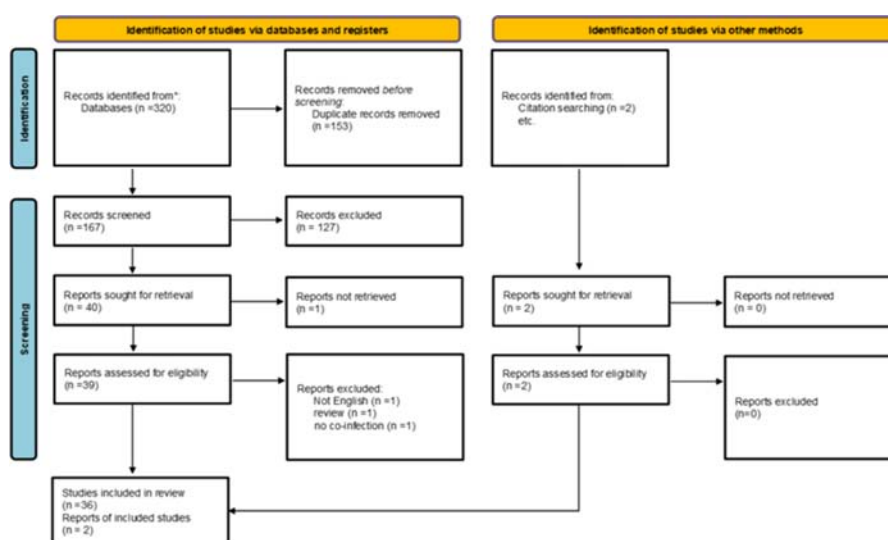 Identification of studies via databases and registers
Identification of studies via other methods
Identification
Records identified from*:
Databases (n =320)
Records removed before
screening:
Duplicate records removed
(n =153)
Records identified from:
Citation searching (n =2)
etc.
Screening
Records screened
(n =167)
Records excluded
(n = 127)
Reports sought for retrieval
(n = 40)
Reports not retrieved
(n =1)
Reports sought for retrieval
(n = 2)
Reports not retrieved
(n = 0)
Reports assessed for eligibility
(n =39)
Reports excluded:
Not English (n =1)
review (n =1)
no co-infection (n =1)
Reports assessed for eligibility
(n =2)
Reports excluded
(n=0)
Studies included in review
(n =36)
Reports of included studies
(n = 2)